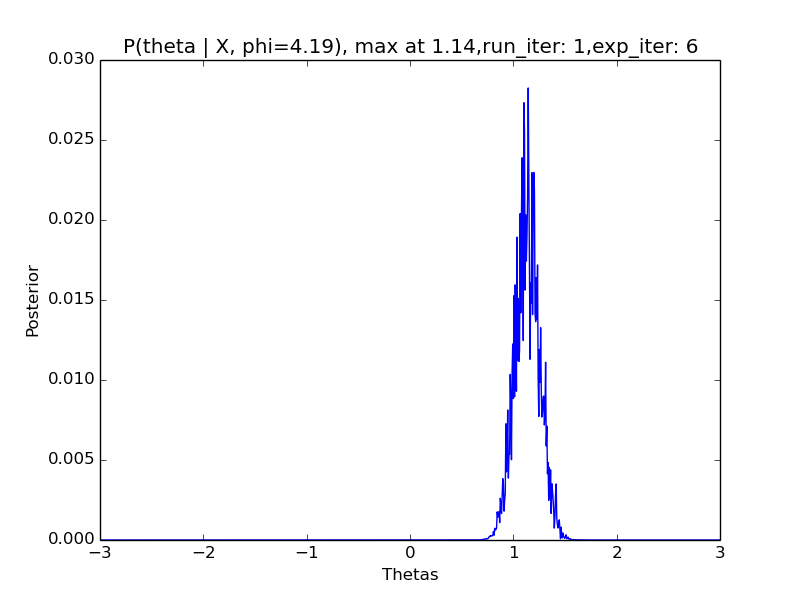 P(theta | X, phi=4.19), max at 1.14,run_iter: 1,exp_iter: 6
0.030
0.025
0.020
0.015
0.010
0.005
0.000
Posterior
−3 −2 −1 0 1 2 3
Thetas